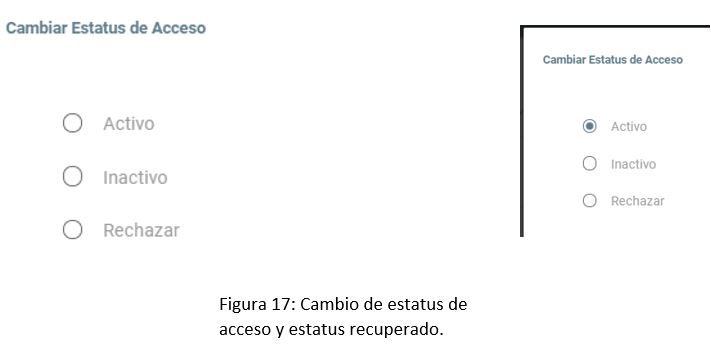 Cambiar Estatus de Acceso
Activo
Inactivo
Rechazar
Cambiar Estatus de Acceso
Activo
Inactivo
Rechazar
Figura 17: Cambio de estatus de
acceso y estatus recuperado.